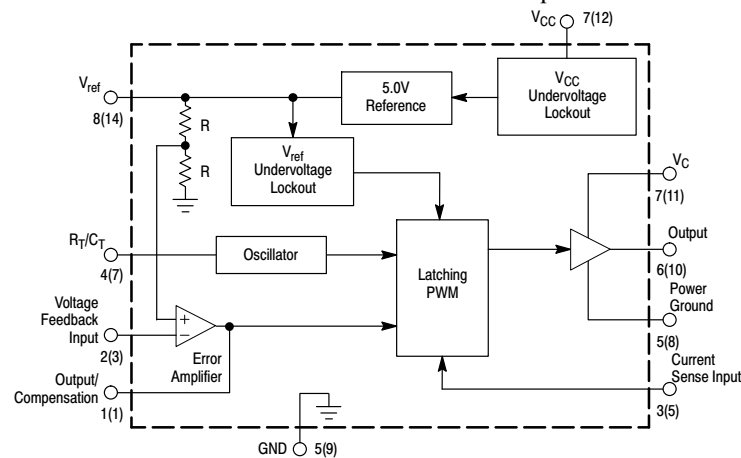 VCC 7(12)
Vref
8(14)
5.0V
Reference
VCC
Undervoltage
Lockout
R
R
Vref
Undervoltage
Lockout
VC
7(11)
RT/CT
4(7)
Oscillator
Latching
PWM
Output
6(10)
Voltage
Feedback
Input
2(3)
+
−
Error
Amplifier
Power
Ground
5(8)
Output/
Compensation
1(1)
Current
Sense Input
3(5)
GND 5(9)